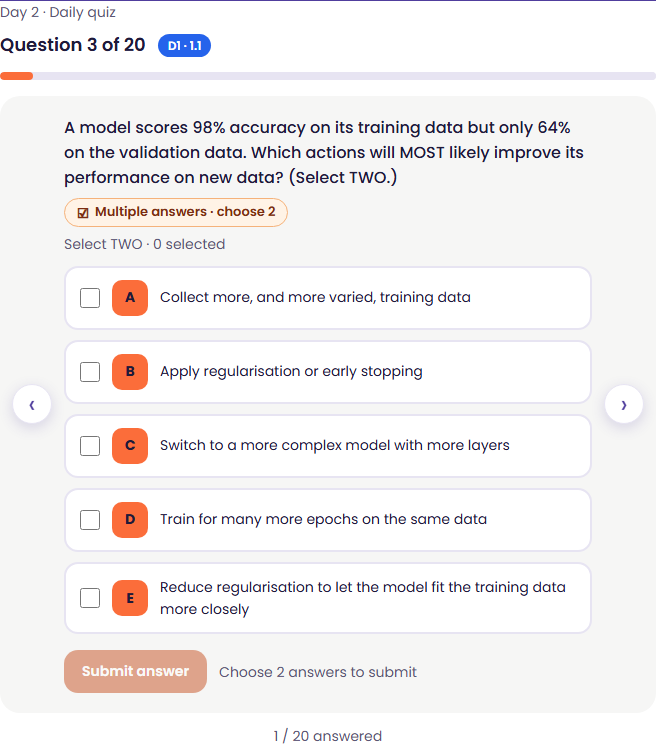 Day 2 · Daily quiz
Question 3 of 20 D1 · 1.1
A model scores 98% accuracy on its training data but only 64%
on the validation data. Which actions will MOST likely improve its
performance on new data? (Select TWO.)
☑ Multiple answers · choose 2
Select TWO · 0 selected
A Collect more, and more varied, training data
B Apply regularisation or early stopping
‹ ›
C Switch to a more complex model with more layers
D Train for many more epochs on the same data
E Reduce regularisation to let the model fit the training data
more closely
Submit answer Choose 2 answers to submit
1 / 20 answered